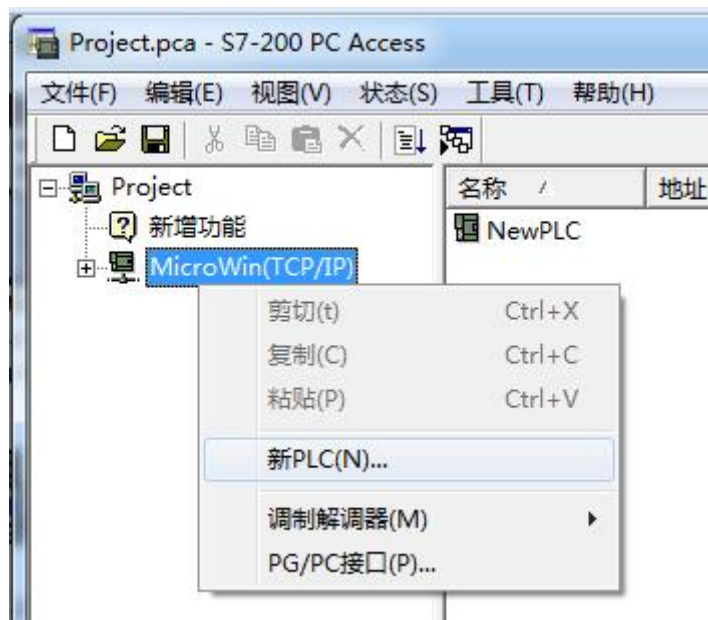 Project.pca - S7-200 PC Access
文件(F) 编辑(E) 视图(V) 状态(S) 工具(T) 帮助(H)
Project
名称 地址
新增功能
NewPLC
MicroWin(TCP/IP)
剪切(t) Ctrl+X
复制(C) Ctrl+C
粘贴(P) Ctrl+V
新PLC(N)...
调制解调器(M)
PG/PC接口(P)...